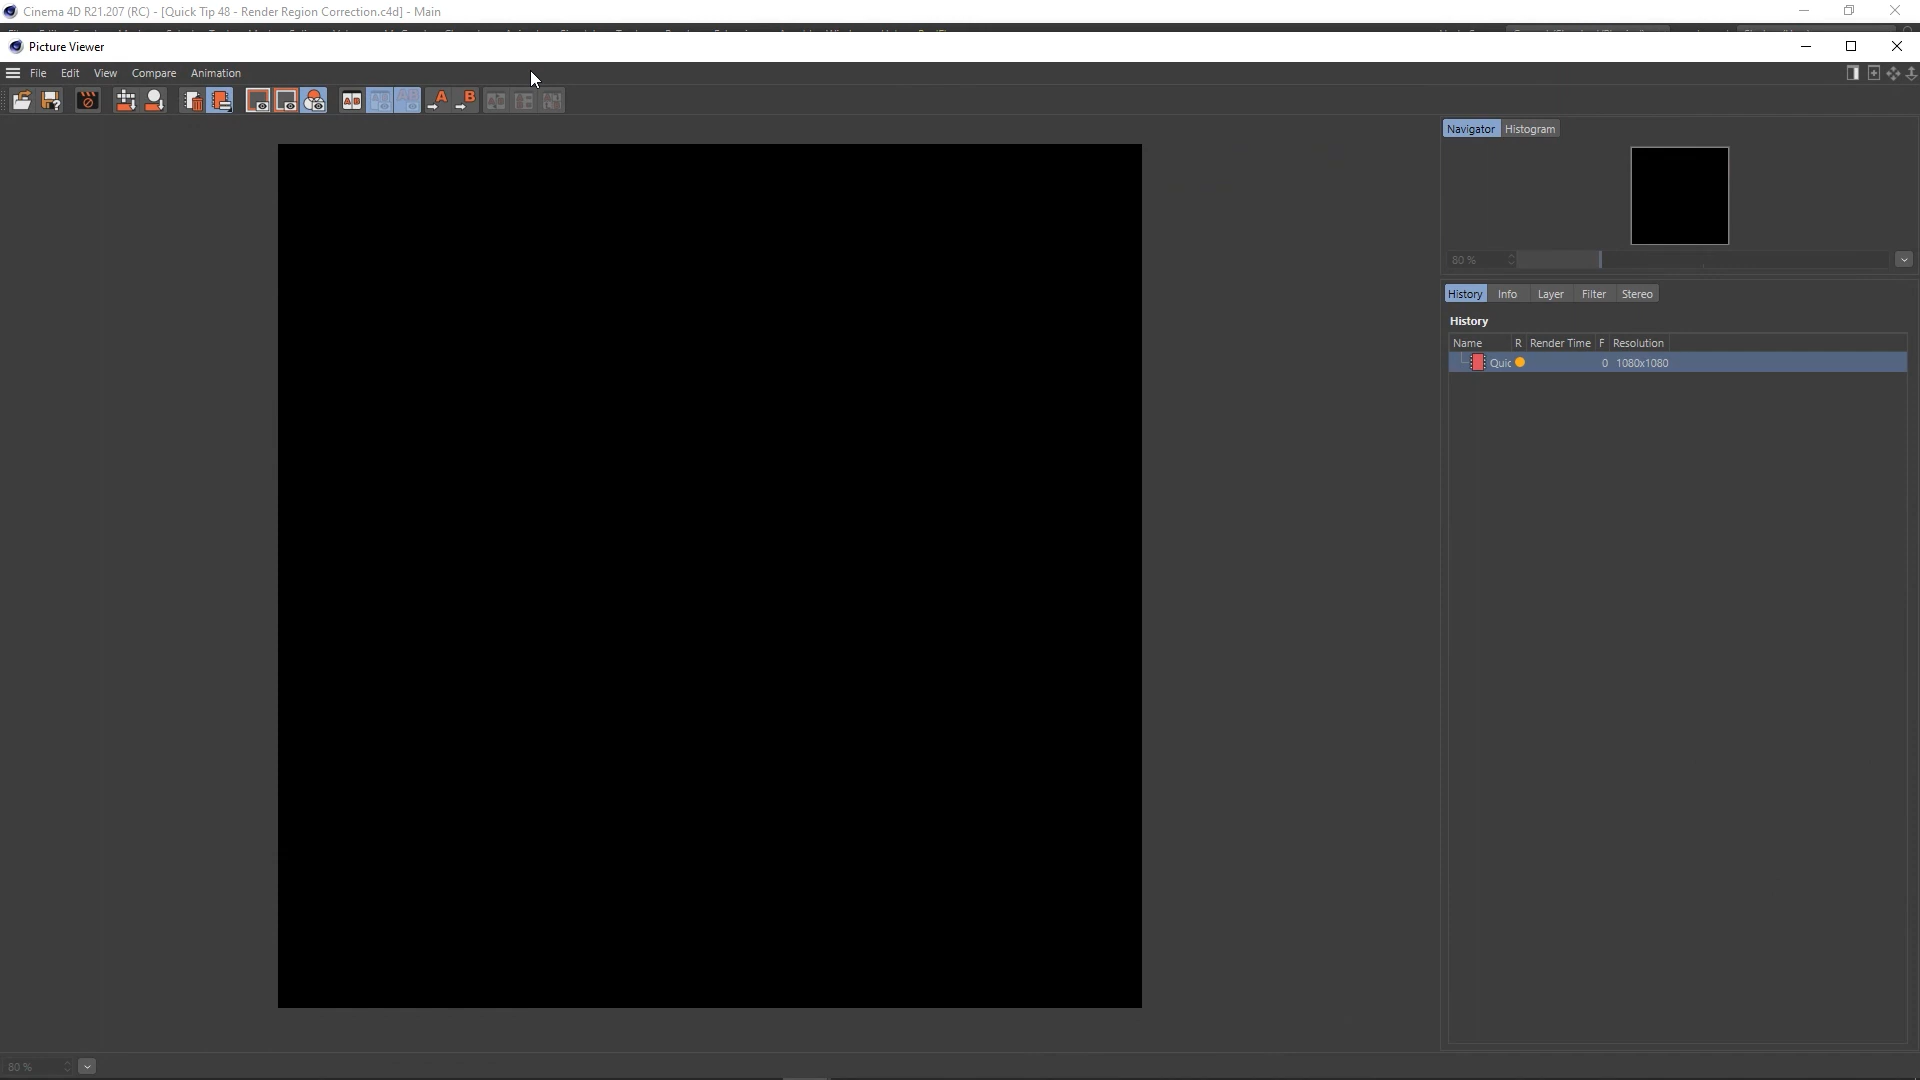 Cinema 4D R21.207 (RC) - [Quick Tip 48 - Render Region Correction.c4d] - Main
Picture Viewer
File Edit View Compare Animation
A B
Navigator Histogram
80 %
History Info Layer Filter Stereo
History
Name R Render Time F Resolution
Quic 0 1080x1080
80 %